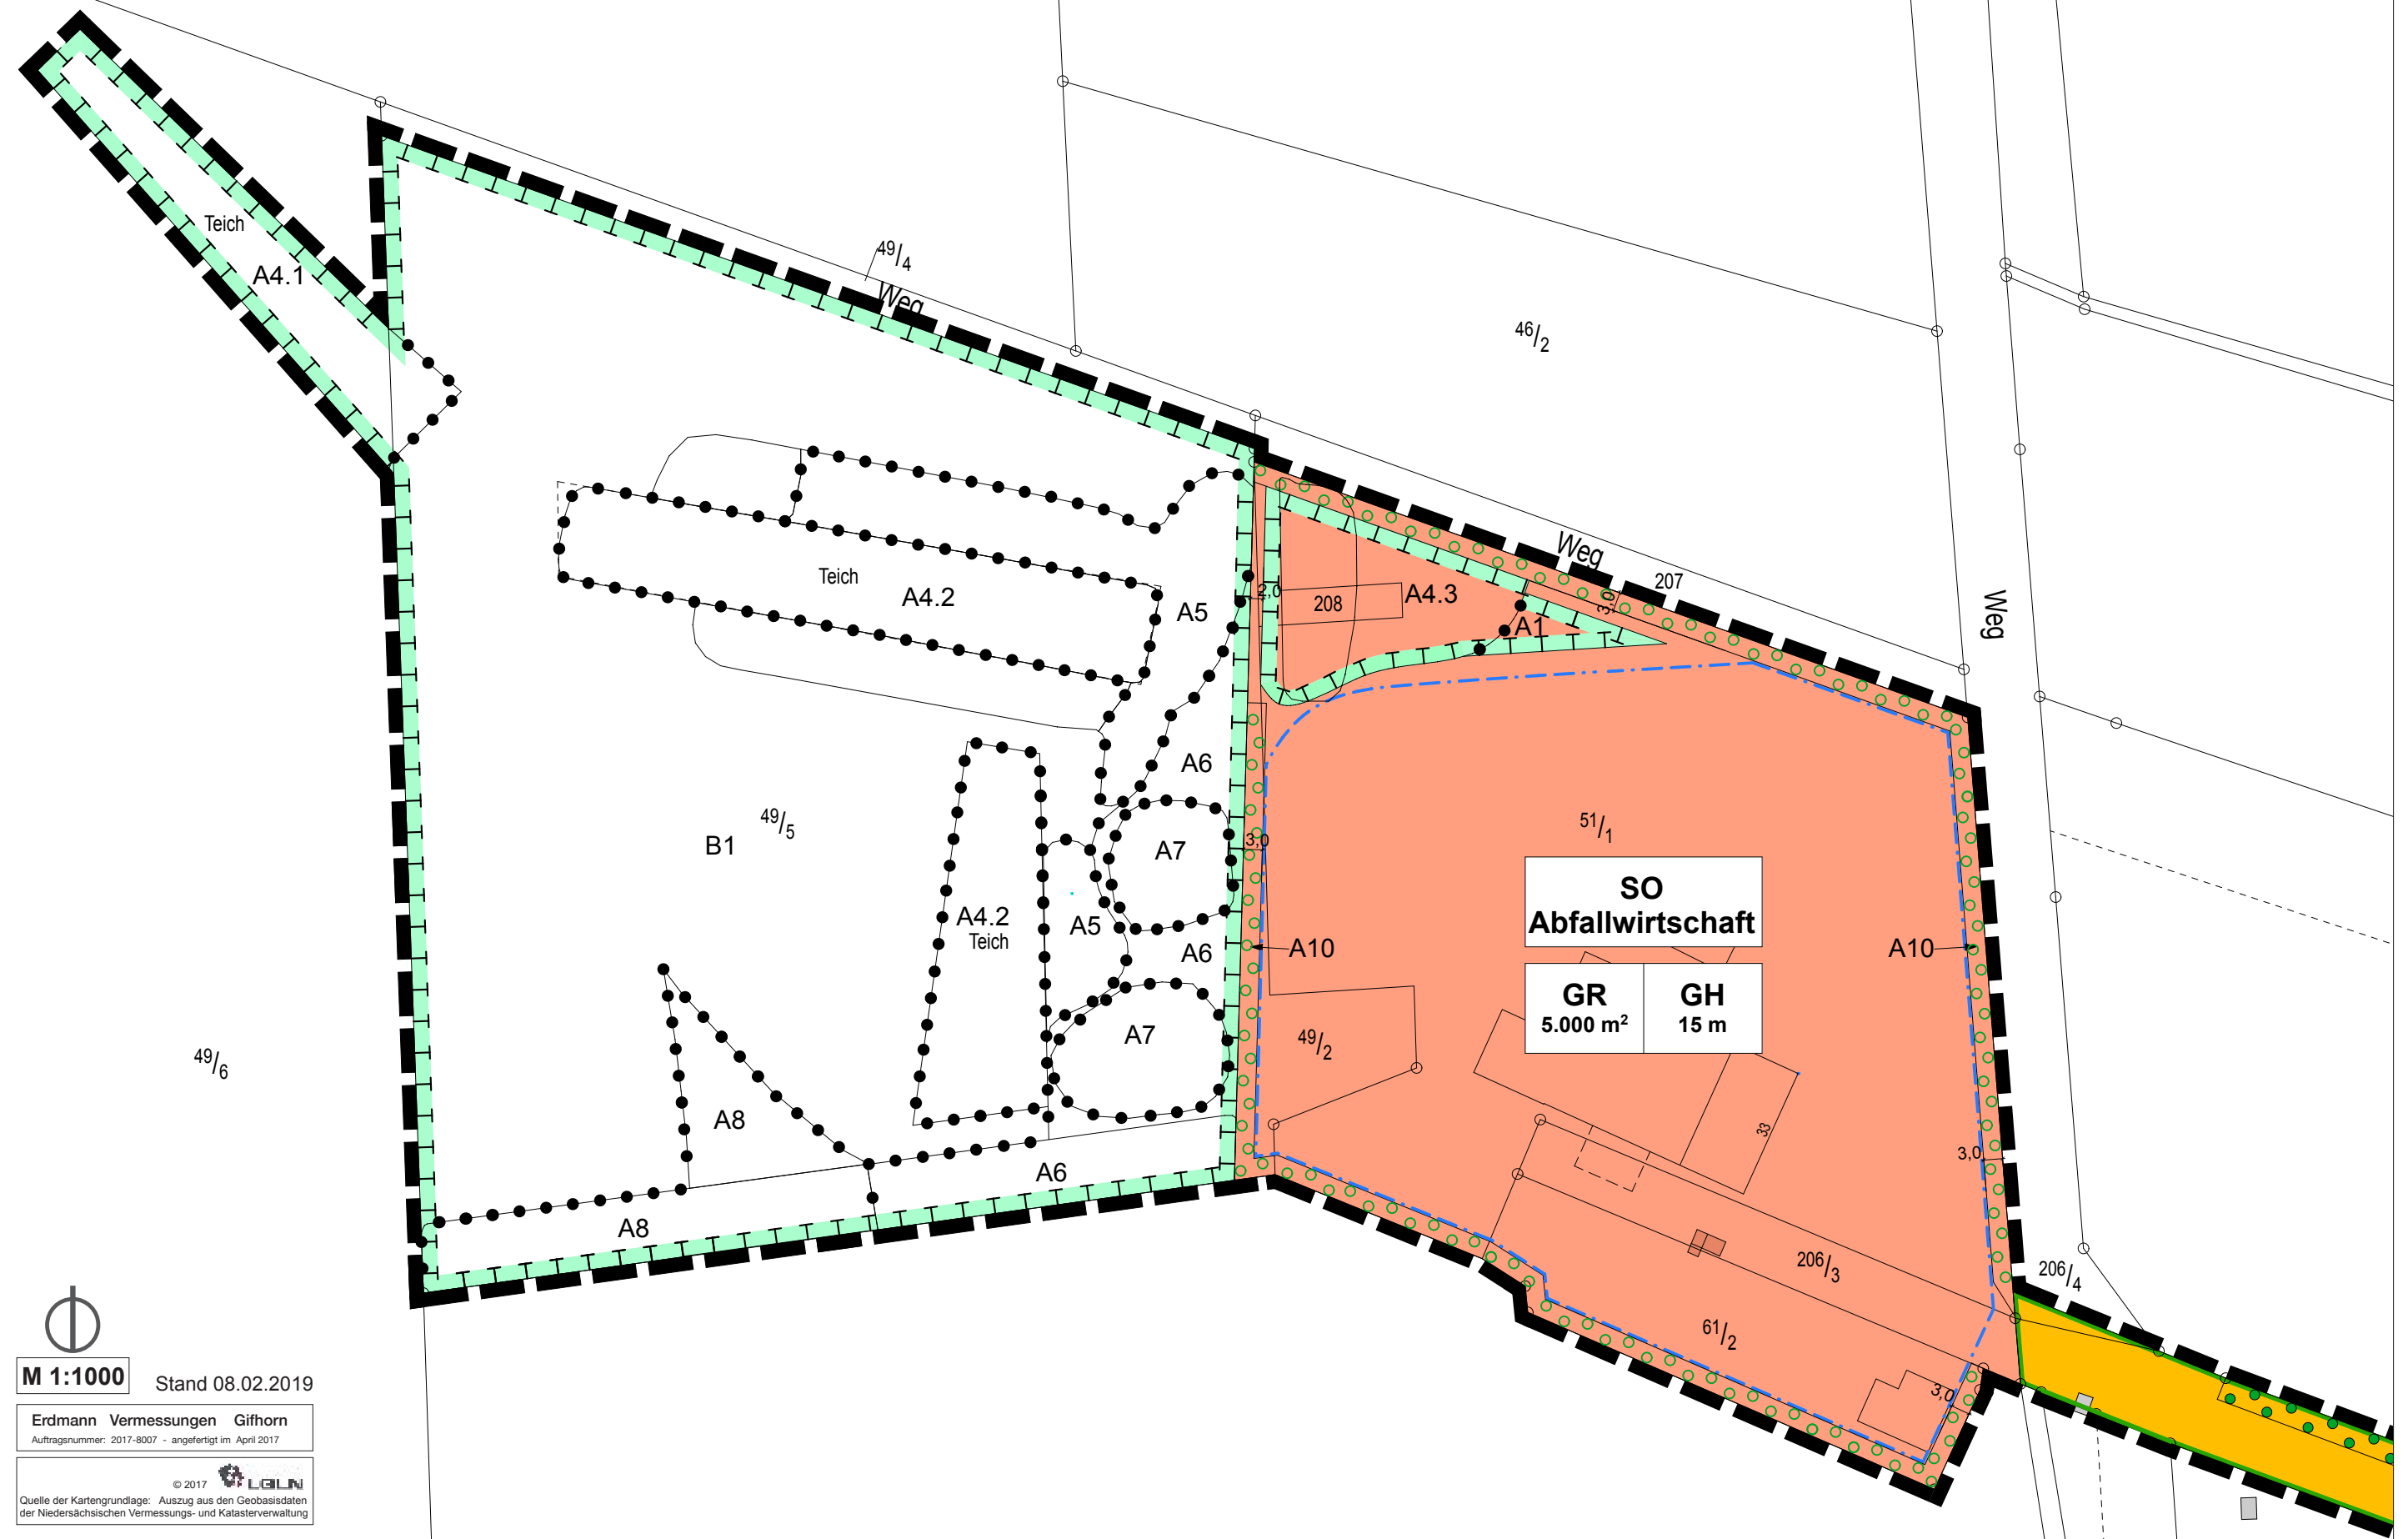 Teich
A4.1
49/4
Weg
46/2
Weg
207
Weg
Teich
A4.2
A5
2,0
208
A4.3
3,0
A1
A6
49/5
B1
3,0
A7
51/1
SO
Abfallwirtschaft
A4.2
Teich
A5
A6
A10
A10
GR
5.000 m²
GH
15 m
49/6
A7
49/2
A8
33
3,0
A6
A8
206/3
206/4
61/2
3,0
M 1:1000
Stand 08.02.2019
Erdmann Vermessungen Gifhorn
Auftragsnummer: 2017-8007 - angefertigt im April 2017
© 2017 LGLN
Quelle der Kartengrundlage: Auszug aus den Geobasisdaten
der Niedersächsischen Vermessungs- und Katasterverwaltung